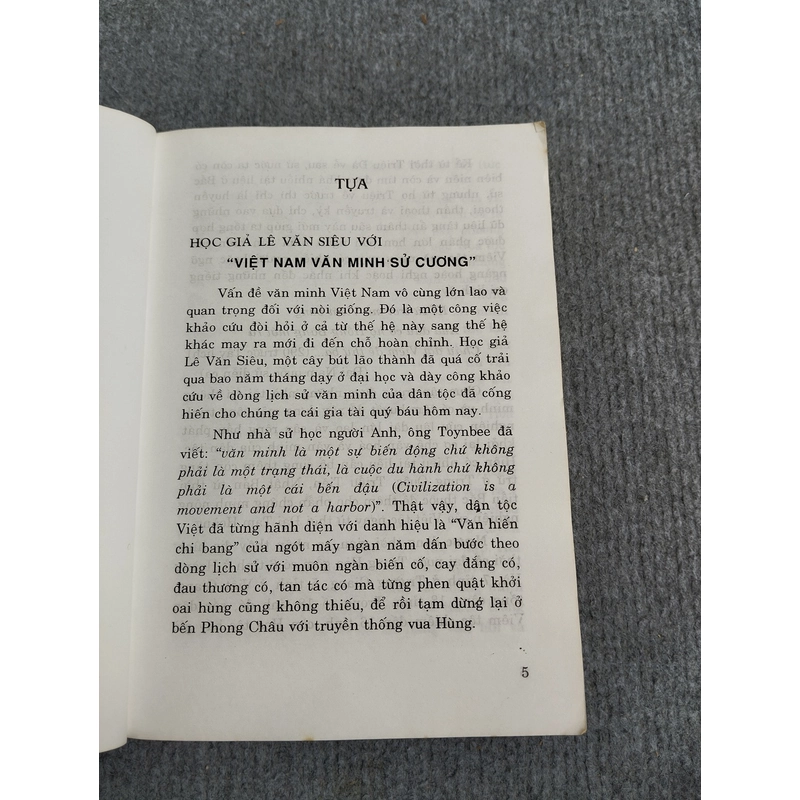 TỰA
HỌC GIẢ LÊ VĂN SIÊU VỚI
“VIỆT NAM VĂN MINH SỬ CƯƠNG”
Vấn đề văn minh Việt Nam vô cùng lớn lao và
quan trọng đối với nòi giống. Đó là một công việc
khảo cứu đòi hỏi ở cả từ thế hệ này sang thế hệ
khác may ra mới đi đến chỗ hoàn chỉnh. Học giả
Lê Văn Siêu, một cây bút lão thành đã quá cố trải
qua bao năm tháng dạy ở đại học và dày công khảo
cứu về dòng lịch sử văn minh của dân tộc đã cống
hiến cho chúng ta cái gia tài quý báu hôm nay.
Như nhà sử học người Anh, ông Toynbee đã
viết: “văn minh là một sự biến động chứ không
phải là một trạng thái, là cuộc du hành chứ không
phải là một cái bến đậu (Civilization is a
movement and not a harbor)”. Thật vậy, dân tộc
Việt đã từng hãnh diện với danh hiệu là “Văn hiến
chi bang” của ngót mấy ngàn năm dấn bước theo
dòng lịch sử với muôn ngàn biến cố, cay đắng có,
đau thương có, tan tác có mà từng phen quật khởi
oai hùng cũng không thiếu, để rồi tạm dừng lại ở
bến Phong Châu với truyền thống vua Hùng.
5